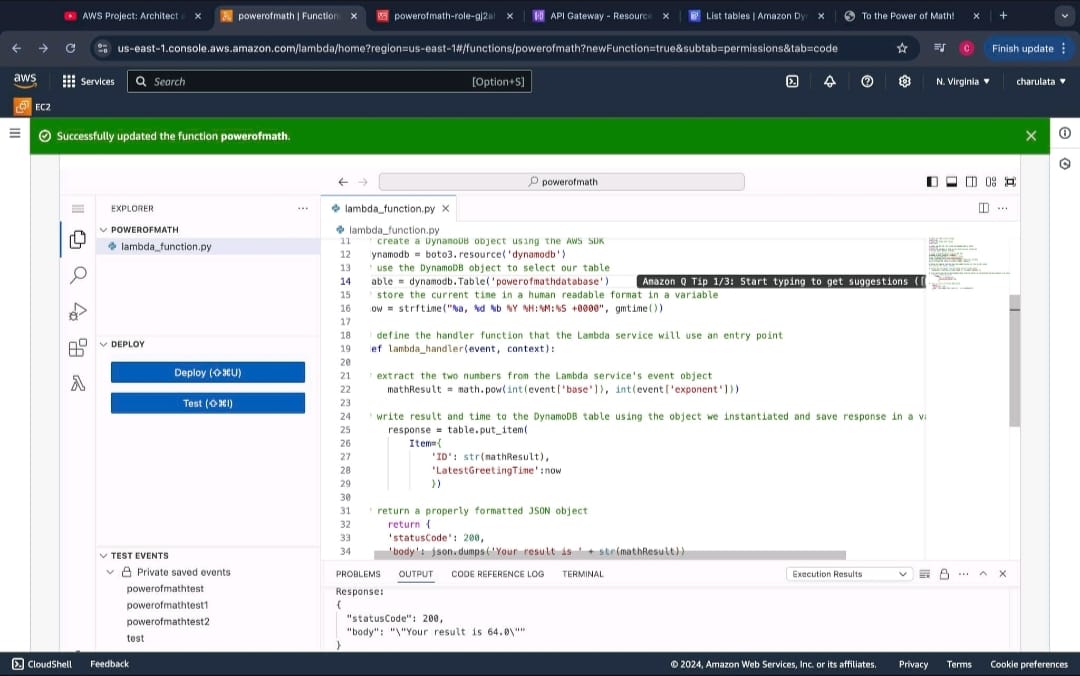 AWS Project: Architect a
powerofmath | Function
powerofmath-role-gj2a
API Gateway - Resource
List tables | Amazon Dy
To the Power of Math!
us-east-1.console.aws.amazon.com/lambda/home?region=us-east-1#/functions/powerofmath?newFunction=true&subtab=permissions&tab=code
C
Finish update
aws
Services
Search
[Option+S]
N. Virginia
charulata
EC2
Successfully updated the function powerofmath.
powerofmath
EXPLORER
POWEROFMATH
lambda_function.py
DEPLOY
Deploy (⇧⌘U)
Test (⇧⌘I)
TEST EVENTS
Private saved events
powerofmathtest
powerofmathtest1
powerofmathtest2
test
lambda_function.py
lambda_function.py
11 ' create a DynamoDB object using the AWS SDK
12 ynamodb = boto3.resource('dynamodb')
13 ' use the DynamoDB object to select our table
14 able = dynamodb.Table('powerofmathdatabase')
Amazon Q Tip 1/3: Start typing to get suggestions ([
15 ' store the current time in a human readable format in a variable
16 ow = strftime("%a, %d %b %Y %H:%M:%S +0000", gmtime())
17
18 ' define the handler function that the Lambda service will use an entry point
19 ef lambda_handler(event, context):
20
21 ' extract the two numbers from the Lambda service's event object
22 mathResult = math.pow(int(event['base']), int(event['exponent']))
23
24 ' write result and time to the DynamoDB table using the object we instantiated and save response in a va
25 response = table.put_item(
26 Item={
27 'ID': str(mathResult),
28 'LatestGreetingTime':now
29 })
30
31 ' return a properly formatted JSON object
32 return {
33 'statusCode': 200,
34 'body': json.dumps('Your result is ' + str(mathResult))
PROBLEMS
OUTPUT
CODE REFERENCE LOG
TERMINAL
Execution Results
Response:
{
"statusCode": 200,
"body": "\"Your result is 64.0\""
}
CloudShell
Feedback
© 2024, Amazon Web Services, Inc. or its affiliates.
Privacy
Terms
Cookie preferences